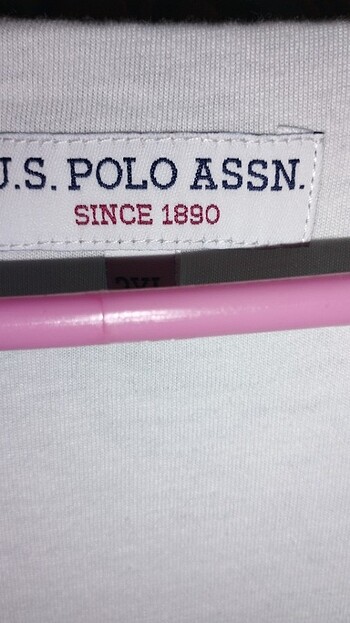 U.S. POLO ASSN.
SINCE 1890